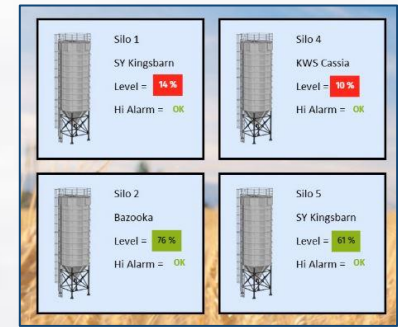 Silo 1
SY Kingsbarn
Level = 14 %
Hi Alarm = OK
Silo 4
KWS Cassia
Level = 10 %
Hi Alarm = OK
Silo 2
Bazooka
Level = 76 %
Hi Alarm = OK
Silo 5
SY Kingsbarn
Level = 61 %
Hi Alarm = OK